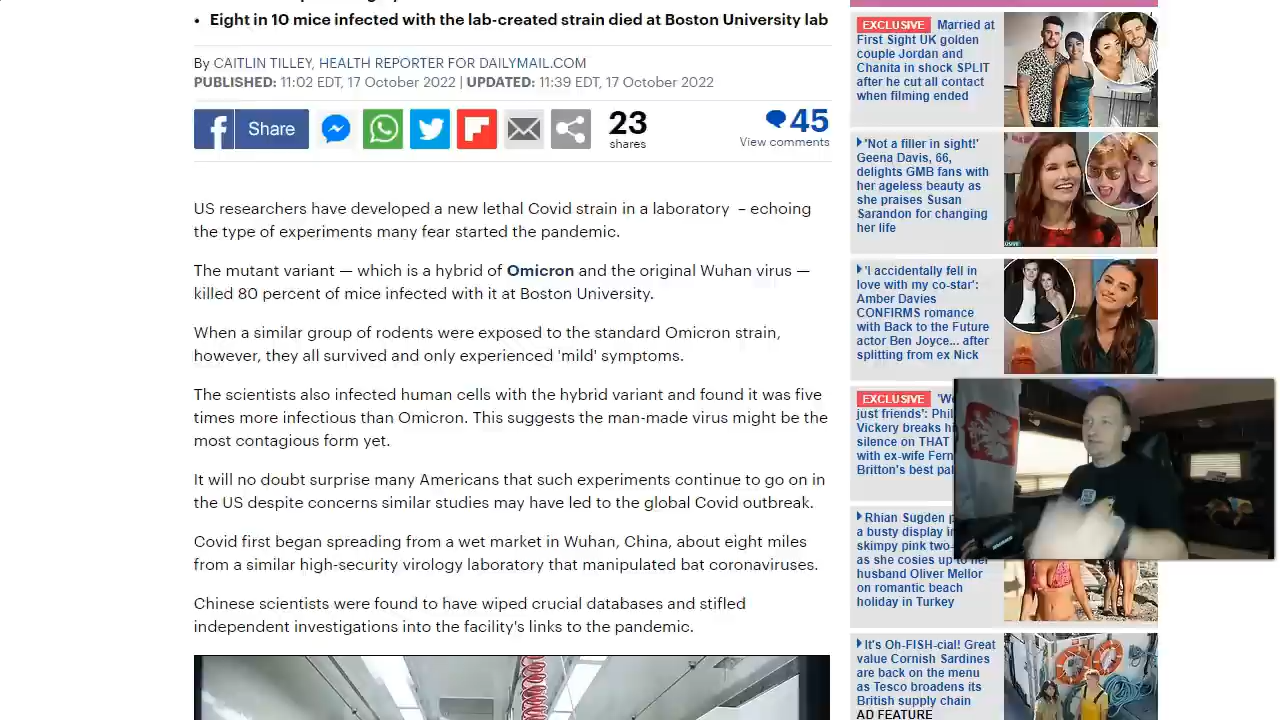 Eight in 10 mice infected with the lab-created strain died at Boston University lab
By CAITLIN TILLEY, HEALTH REPORTER FOR DAILYMAIL.COM
PUBLISHED: 11:02 EDT, 17 October 2022 | UPDATED: 11:39 EDT, 17 October 2022
Share
23
shares
45
View comments
US researchers have developed a new lethal Covid strain in a laboratory – echoing
the type of experiments many fear started the pandemic.
The mutant variant — which is a hybrid of Omicron and the original Wuhan virus —
killed 80 percent of mice infected with it at Boston University.
When a similar group of rodents were exposed to the standard Omicron strain,
however, they all survived and only experienced 'mild' symptoms.
The scientists also infected human cells with the hybrid variant and found it was five
times more infectious than Omicron. This suggests the man-made virus might be the
most contagious form yet.
It will no doubt surprise many Americans that such experiments continue to go on in
the US despite concerns similar studies may have led to the global Covid outbreak.
Covid first began spreading from a wet market in Wuhan, China, about eight miles
from a similar high-security virology laboratory that manipulated bat coronaviruses.
Chinese scientists were found to have wiped crucial databases and stifled
independent investigations into the facility's links to the pandemic.
EXCLUSIVE Married at
First Sight UK golden
couple Jordan and
Chanita in shock SPLIT
after he cut all contact
when filming ended
'Not a filler in sight!'
Geena Davis, 66,
delights GMB fans with
her ageless beauty as
she praises Susan
Sarandon for changing
her life
'I accidentally fell in
love with my co-star':
Amber Davies
CONFIRMS romance
with Back to the Future
actor Ben Joyce... after
splitting from ex Nick
EXCLUSIVE
just friends': Phil
Vickery breaks
silence on THAT
with ex-wife Fern
Britton's best
Rhian Sugden
a busty display
skimpy pink
as she cosies up to her
husband Oliver Mellor
on romantic beach
holiday in Turkey
It's Oh-FISH-cial! Great
value Cornish Sardines
are back on the menu
as Tesco broadens its
British supply chain
AD FEATURE